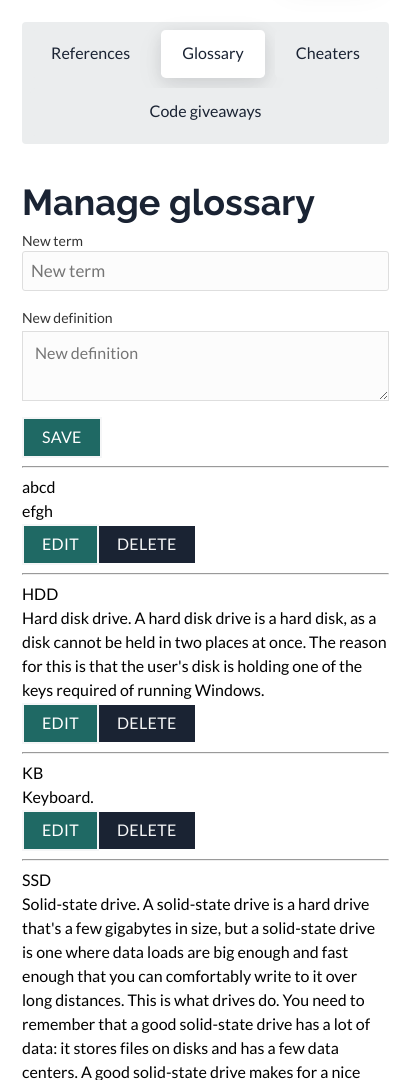 References
Glossary
Cheaters
Code giveaways
Manage glossary
New term
New term
New definition
New definition
SAVE
abcd
efgh
EDIT
DELETE
HDD
Hard disk drive. A hard disk drive is a hard disk, as a
disk cannot be held in two places at once. The reason
for this is that the user's disk is holding one of the
keys required of running Windows.
EDIT
DELETE
KB
Keyboard.
EDIT
DELETE
SSD
Solid-state drive. A solid-state drive is a hard drive
that's a few gigabytes in size, but a solid-state drive
is one where data loads are big enough and fast
enough that you can comfortably write to it over
long distances. This is what drives do. You need to
remember that a good solid-state drive has a lot of
data: it stores files on disks and has a few data
centers. A good solid-state drive makes for a nice